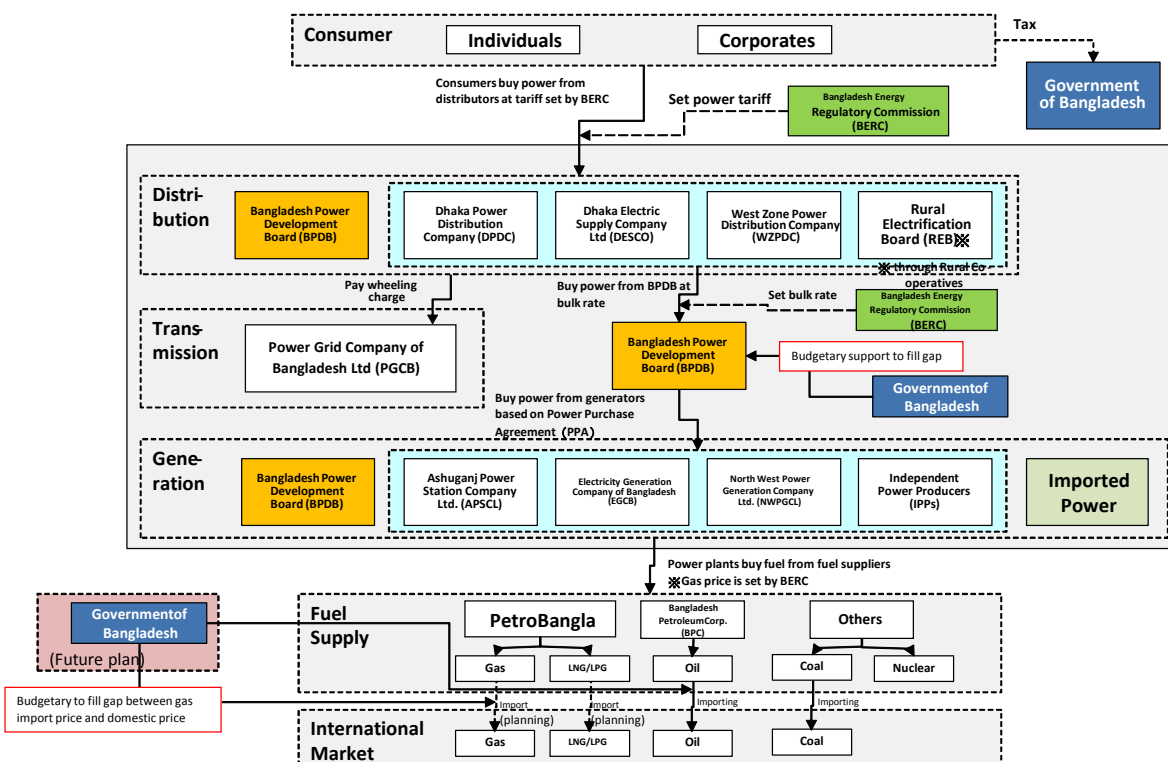 Consumer
Individuals
Corporates
Tax
Government
of Bangladesh
Consumers buy power from
distributors at tariff set by BERC
Set power tariff
Bangladesh Energy
Regulatory Commission
(BERC)
Distri-
bution
Bangladesh Power
Development
Board (BPDB)
Dhaka Power
Distribution
Company (DPDC)
Dhaka Electric
Supply Company
Ltd (DESCO)
West Zone Power
Distribution Company
(WZPDC)
Rural
Electrification
Board (REB)※
※ through Rural Co-
operatives
Pay wheeling
charge
Buy power from BPDB at
bulk rate
Set bulk rate
Bangladesh Energy
Regulatory Commission
(BERC)
Trans-
mission
Power Grid Company of
Bangladesh Ltd (PGCB)
Bangladesh Power
Development
Board (BPDB)
Budgetary support to fill gap
Governmentof
Bangladesh
Buy power from generators
based on Power Purchase
Agreement (PPA)
Gene-
ration
Bangladesh Power
Development
Board (BPDB)
Ashuganj Power
Station Company
Ltd. (APSCL)
Electricity Generation
Company of Bangladesh
(EGCB)
North West Power
Generation Company
Ltd. (NWPGCL)
Independent
Power Producers
(IPPs)
Imported
Power
Power plants buy fuel from fuel suppliers
※Gas price is set by BERC
Governmentof
Bangladesh
(Future plan)
Fuel
Supply
PetroBangla
Bangladesh
PetroleumCorp.
(BPC)
Others
Gas
LNG/LPG
Oil
Coal
Nuclear
Budgetary to fill gap between gas
import price and domestic price
Import
(planning)
Import
(planning)
Importing
Importing
International
Market
Gas
LNG/LPG
Oil
Coal